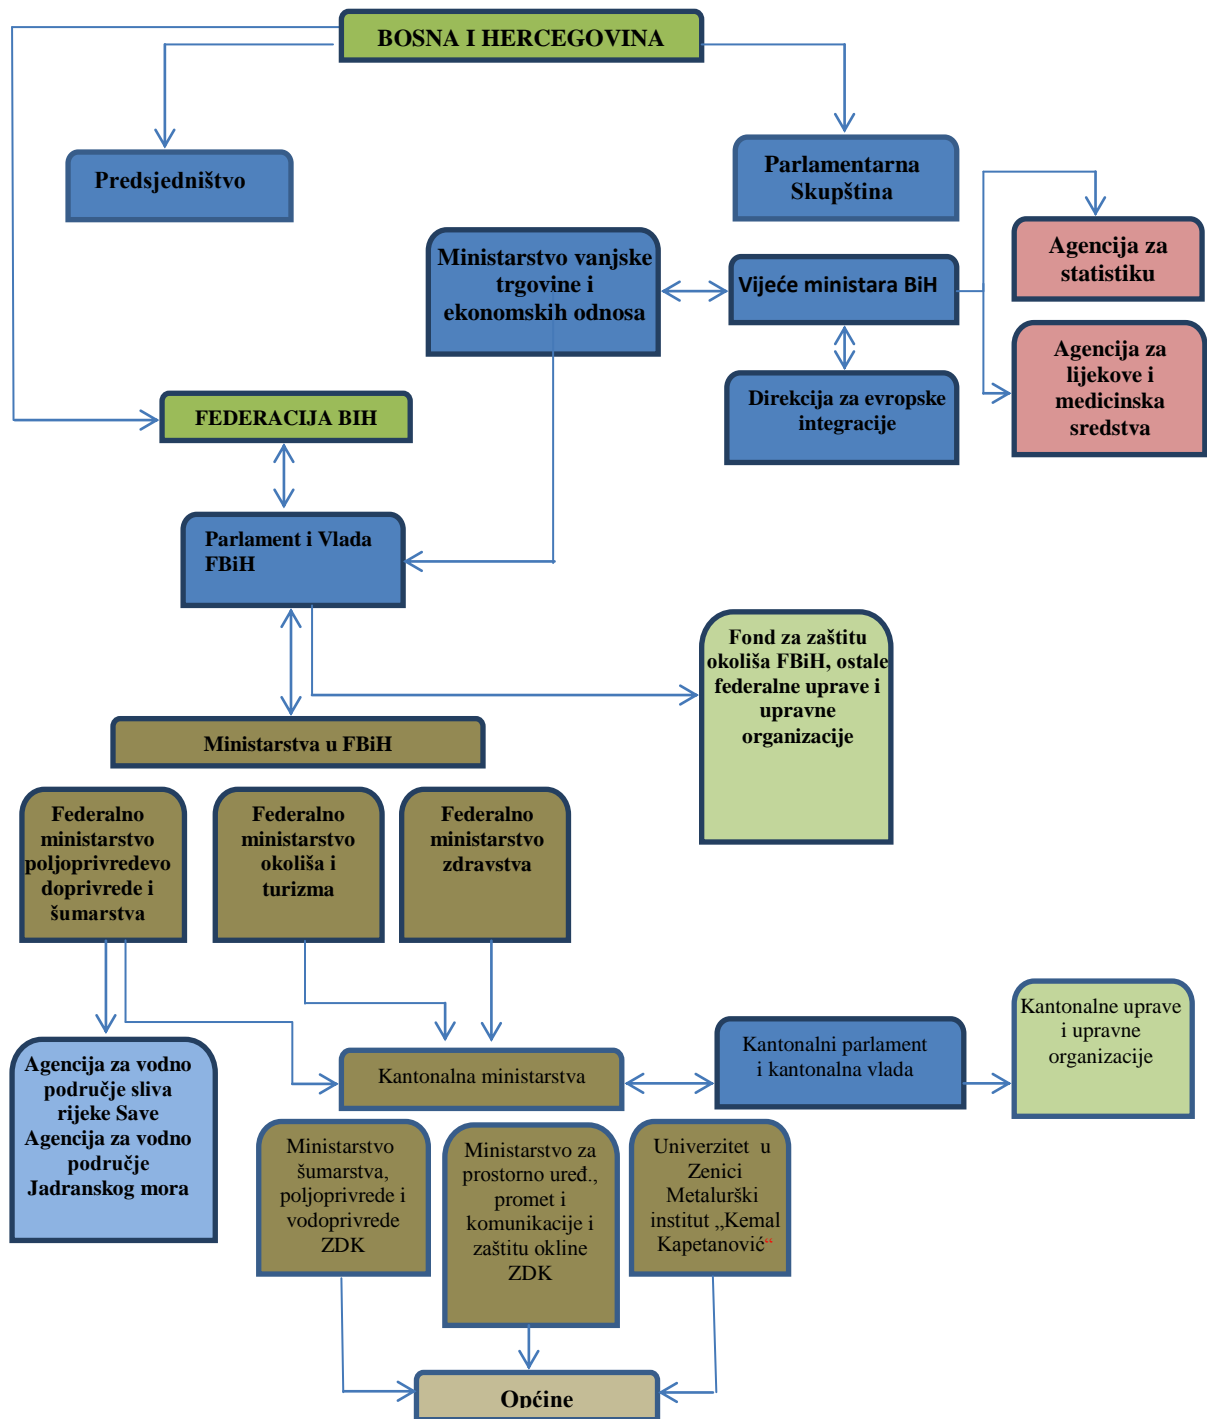 BOSNA I HERCEGOVINA
Predsjedništvo
Parlamentarna
Skupština
Ministarstvo vanjske
trgovine i
ekonomskih odnosa
Vijeće ministara BiH
Agencija za
statistiku
Agencija za
lijekove i
medicinska
sredstva
Direkcija za evropske
integracije
FEDERACIJA BIH
Parlament i Vlada
FBiH
Fond za zaštitu
okoliša FBiH, ostale
federalne uprave i
upravne
organizacije
Ministarstva u FBiH
Federalno
ministarstvo
poljoprivredevo
doprivrede i
šumarstva
Federalno
ministarstvo
okoliša i
turizma
Federalno
ministarstvo
zdravstva
Agencija za vodno
područje sliva
rijeke Save
Agencija za vodno
područje
Jadranskog mora
Kantonalna ministarstva
Kantonalni parlament
i kantonalna vlada
Kantonalne uprave
i upravne
organizacije
Ministarstvo
šumarstva,
poljoprivrede i
vodoprivrede
ZDK
Ministarstvo za
prostorno uređ.,
promet i
komunikacije i
zaštitu okline
ZDK
Univerzitet u
Zenici
Metalurški
institut „Kemal
Kapetanović“
Općine